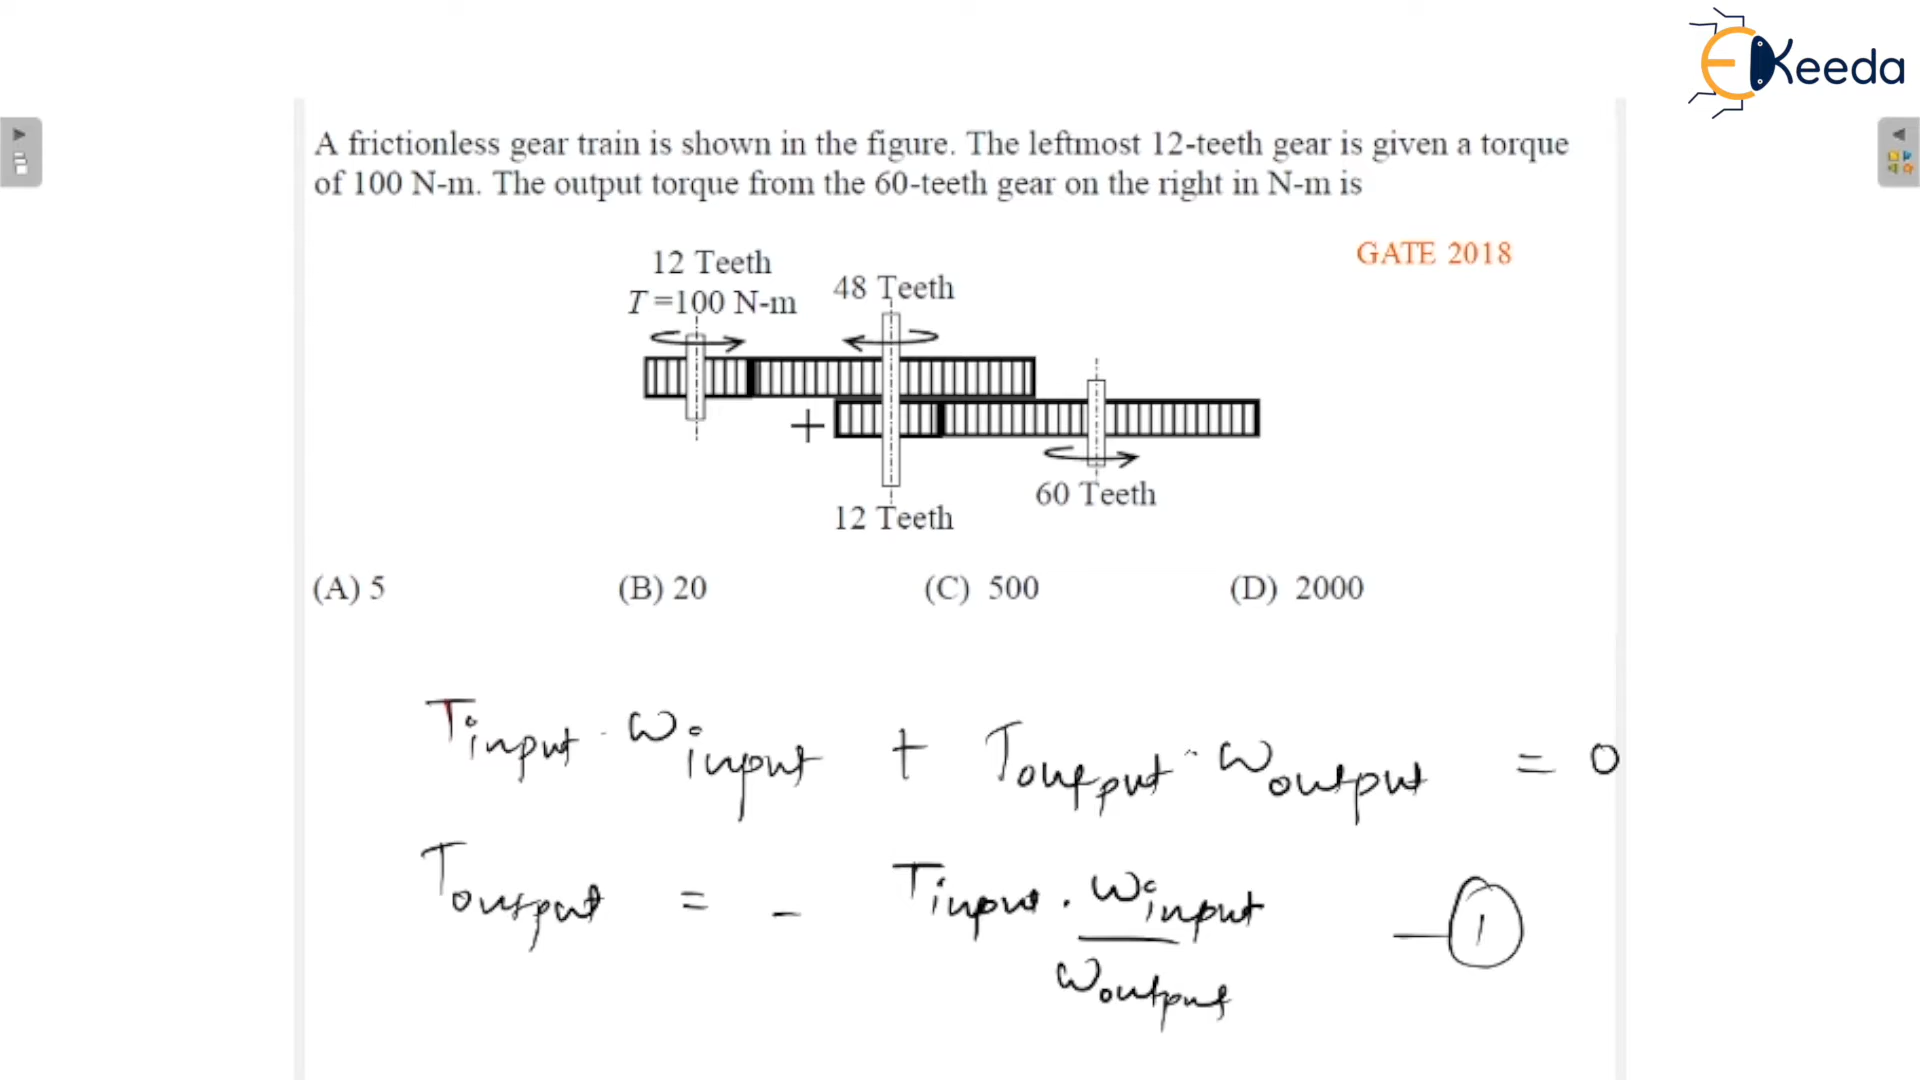 EKeeda
A frictionless gear train is shown in the figure. The leftmost 12-teeth gear is given a torque
of 100 N-m. The output torque from the 60-teeth gear on the right in N-m is
GATE 2018
12 Teeth
T=100 N-m
48 Teeth
+
60 Teeth
12 Teeth
(A) 5 (B) 20 (C) 500 (D) 2000
Tinput · ωinput + Toutput · ωoutput = 0
Toutput = - Tinput · ωinput / ωoutput — 1